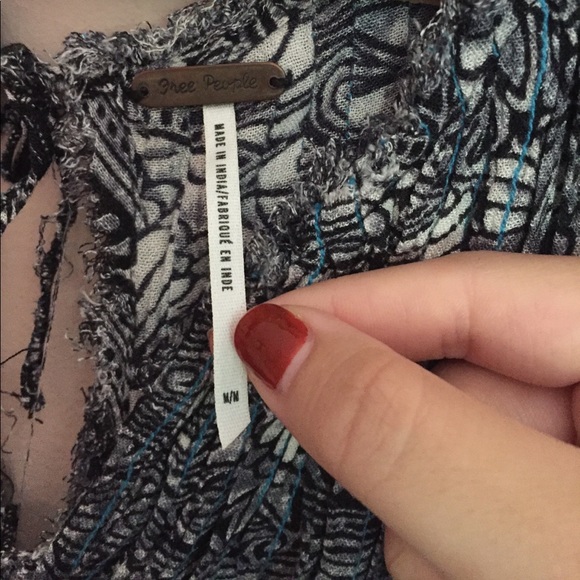 Free People
MADE IN INDIA/FABRIQUÉ EN INDE
M/M